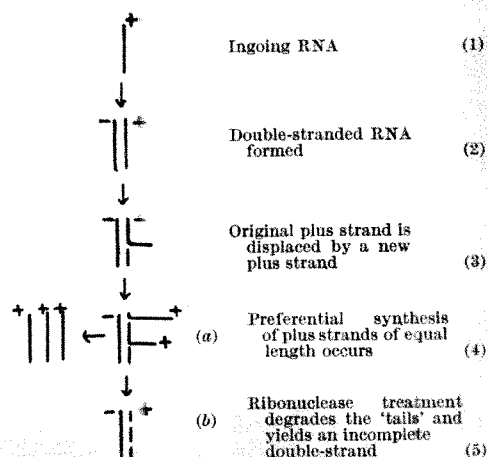 +
Ingoing RNA (1)
- +
Double-stranded RNA
formed (2)
- +
Original plus strand is
displaced by a new
plus strand (3)
+ + + - + (a) Preferential synthesis
of plus strands of equal
+ length occurs (4)
- + (b) Ribonuclease treatment
degrades the 'tails' and
yields an incomplete
double-strand (5)